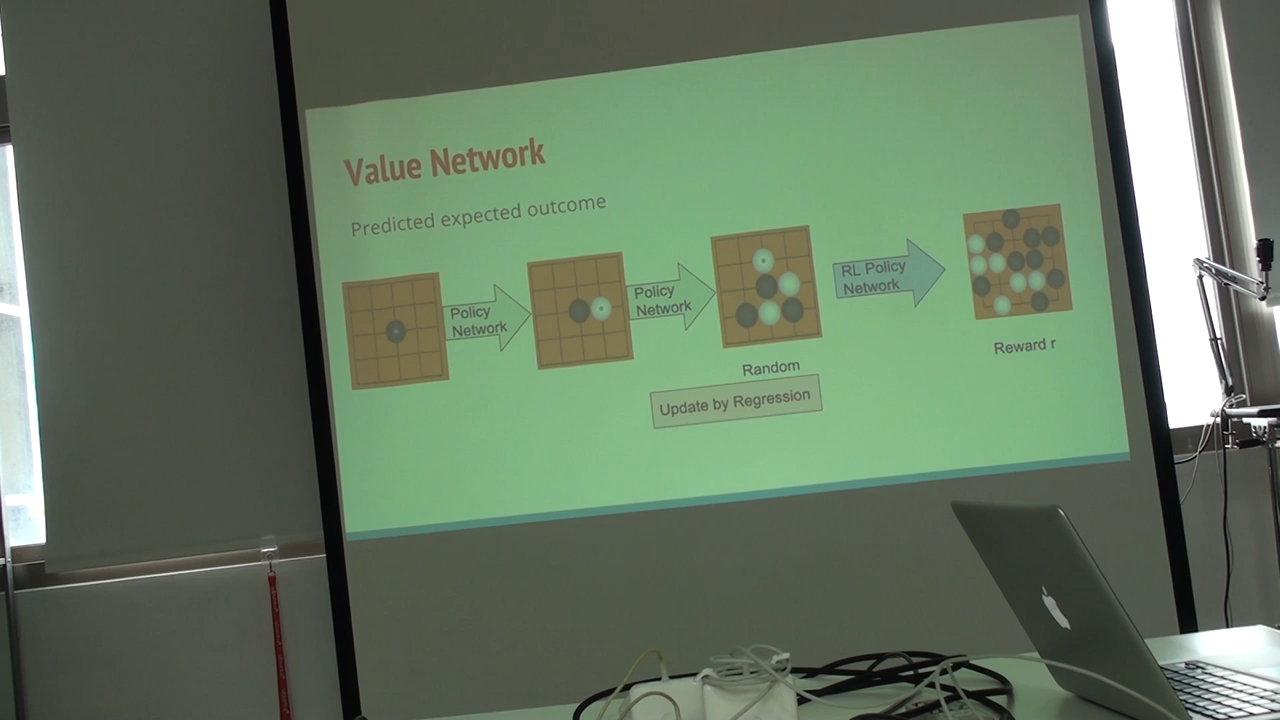 Value Network
Predicted expected outcome
Policy
Network
Policy
Network
RL Policy
Network
Random
Reward r
Update by Regression